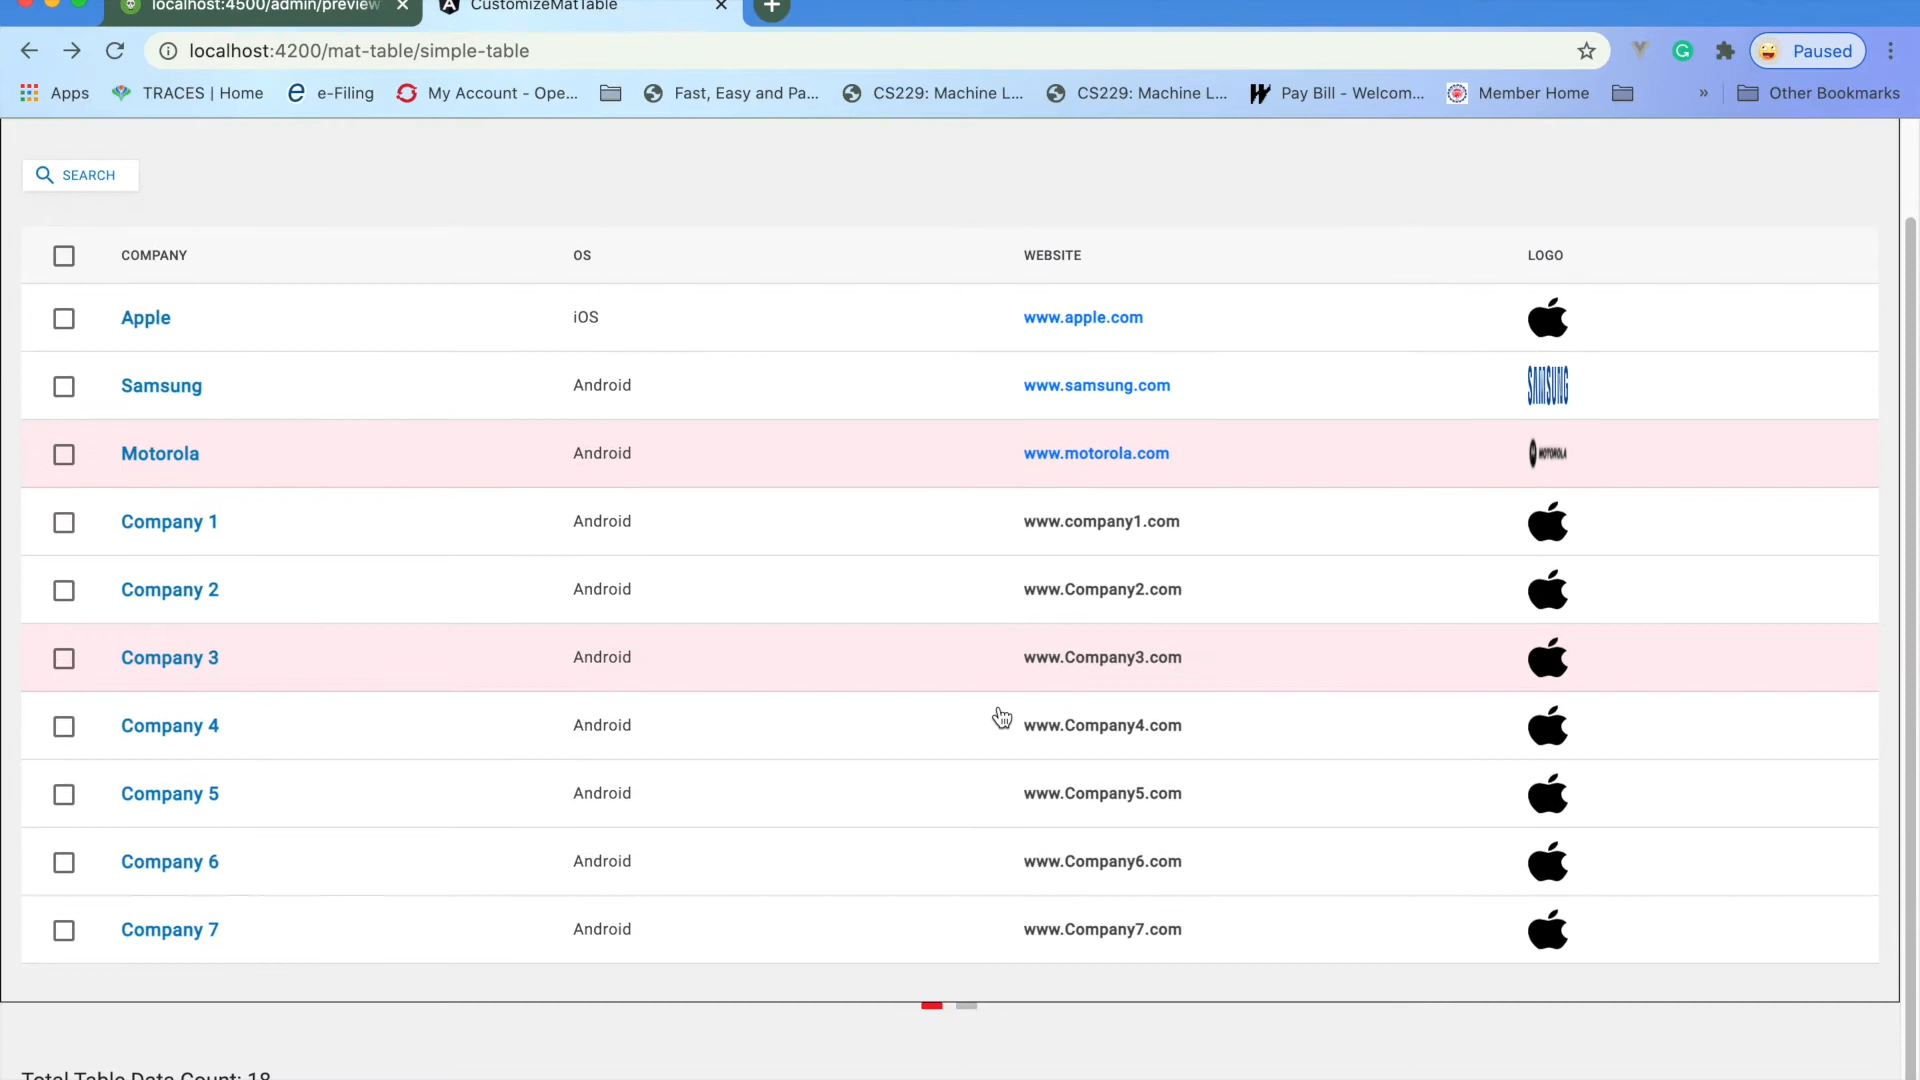 localhost:4500/admin/preview
CustomizeMatTable
localhost:4200/mat-table/simple-table
Paused
Apps
TRACES | Home
e-Filing
My Account - Ope...
Fast, Easy and Pa...
CS229: Machine L...
CS229: Machine L...
Pay Bill - Welcom...
Member Home
»
Other Bookmarks
SEARCH
COMPANY OS WEBSITE LOGO
Apple iOS www.apple.com
Samsung Android www.samsung.com SAMSUNG
Motorola Android www.motorola.com MOTOROLA
Company 1 Android www.company1.com
Company 2 Android www.Company2.com
Company 3 Android www.Company3.com
Company 4 Android www.Company4.com
Company 5 Android www.Company5.com
Company 6 Android www.Company6.com
Company 7 Android www.Company7.com
Total Table Data Count: 18